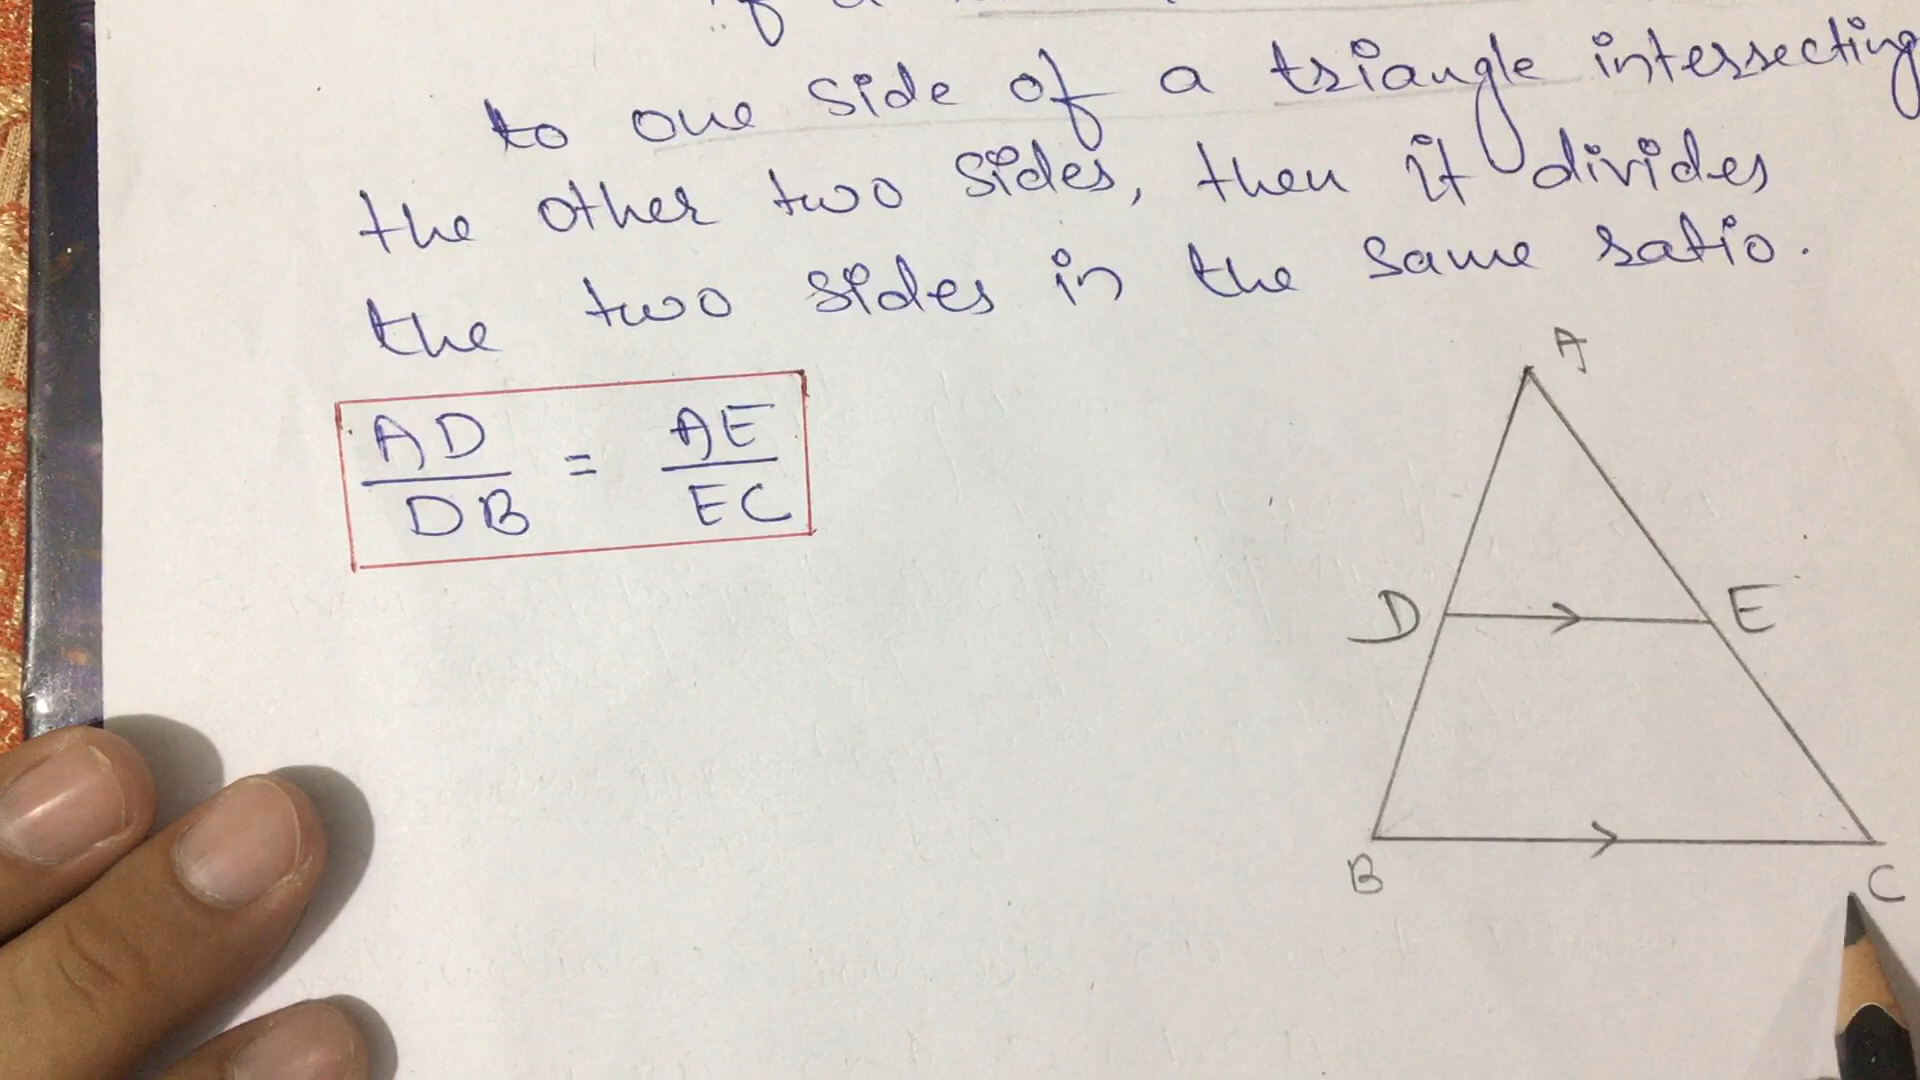 to one side of a triangle intersecting
the other two sides, then it divides
the two sides in the same ratio.
AD/DB = AE/EC
A
D E
B C